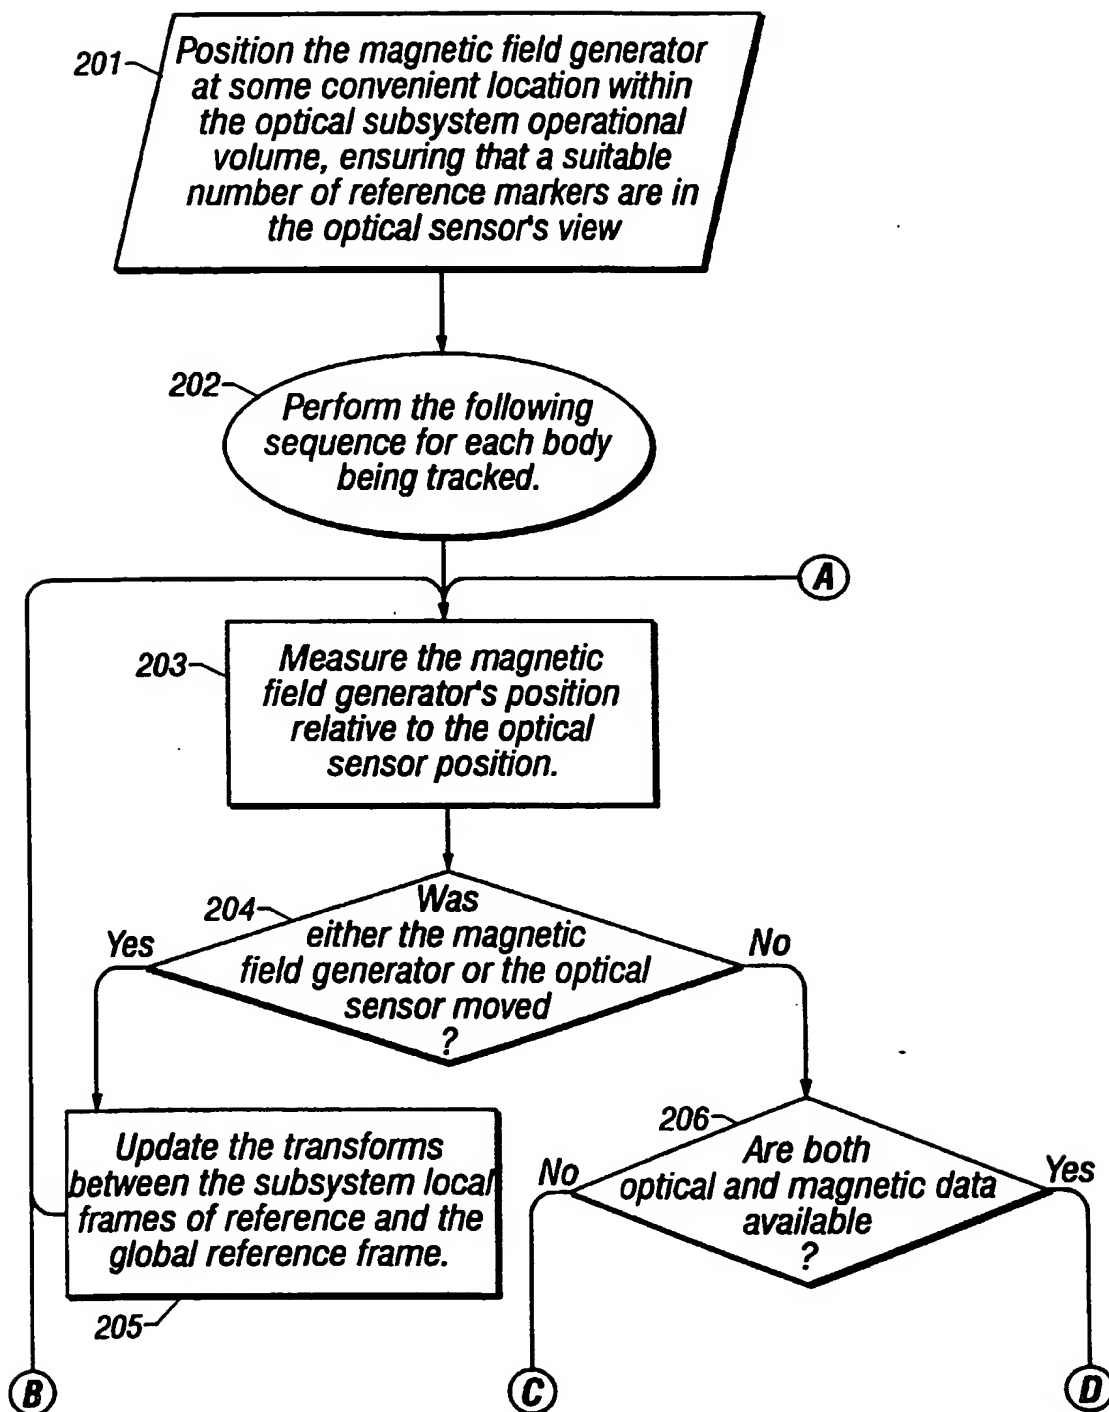 201
Position the magnetic field generator
at some convenient location within
the optical subsystem operational
volume, ensuring that a suitable
number of reference markers are in
the optical sensor's view
202
Perform the following
sequence for each body
being tracked.
A
203
Measure the magnetic
field generator's position
relative to the optical
sensor position.
204
Was
either the magnetic
field generator or the optical
sensor moved
?
Yes
No
Update the transforms
between the subsystem local
frames of reference and the
global reference frame.
205
206
Are both
optical and magnetic data
available
?
No
Yes
B
C
D